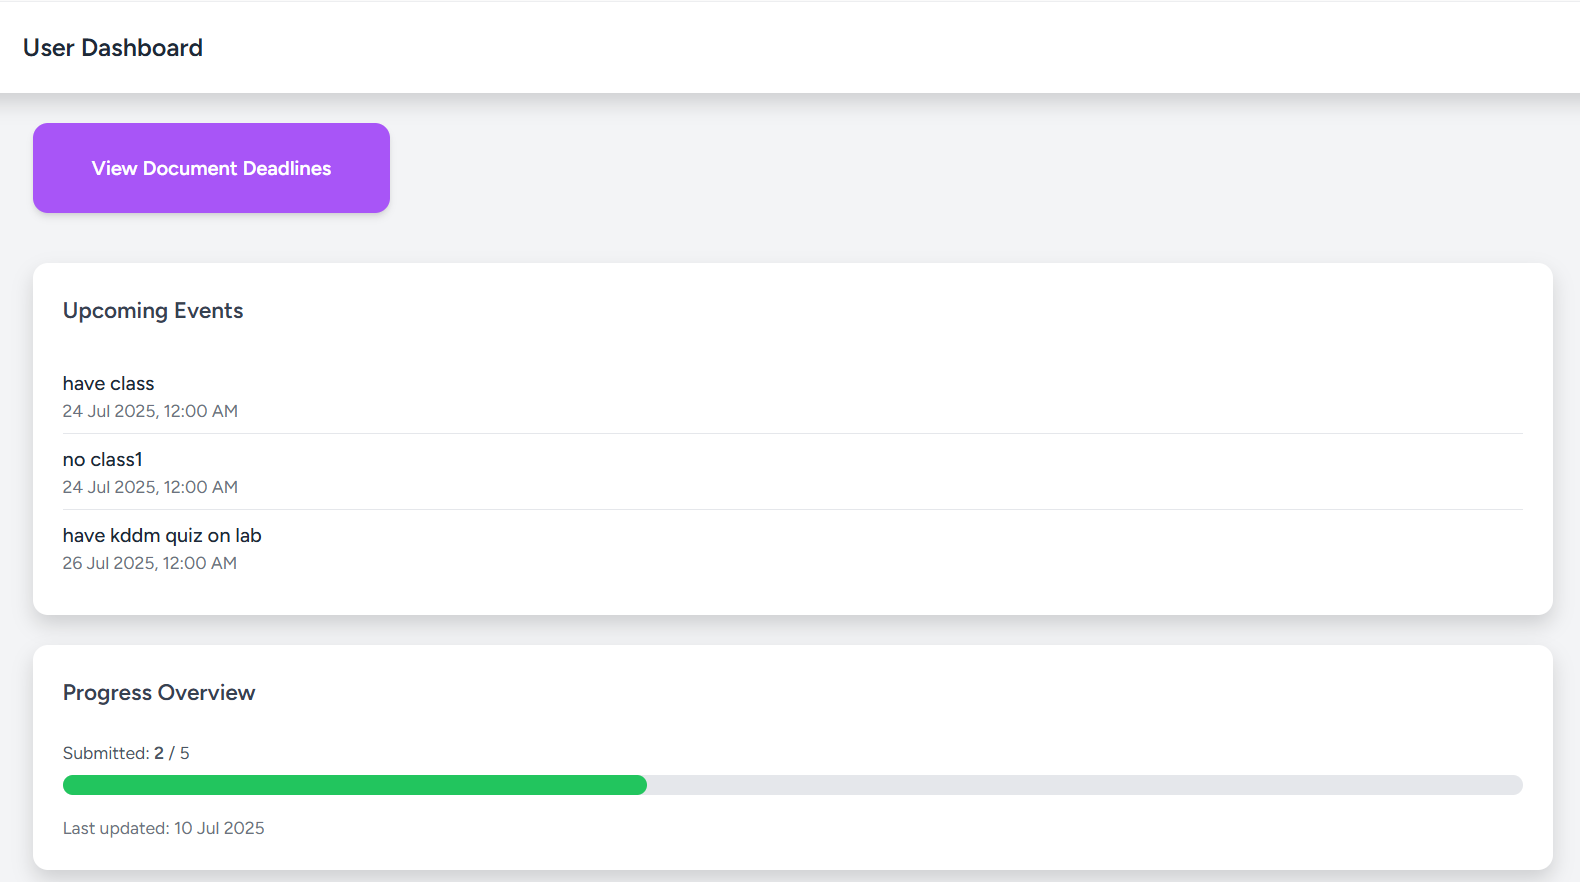 User Dashboard
View Document Deadlines
Upcoming Events
have class
24 Jul 2025, 12:00 AM
no class1
24 Jul 2025, 12:00 AM
have kddm quiz on lab
26 Jul 2025, 12:00 AM
Progress Overview
Submitted: 2 / 5
Last updated: 10 Jul 2025